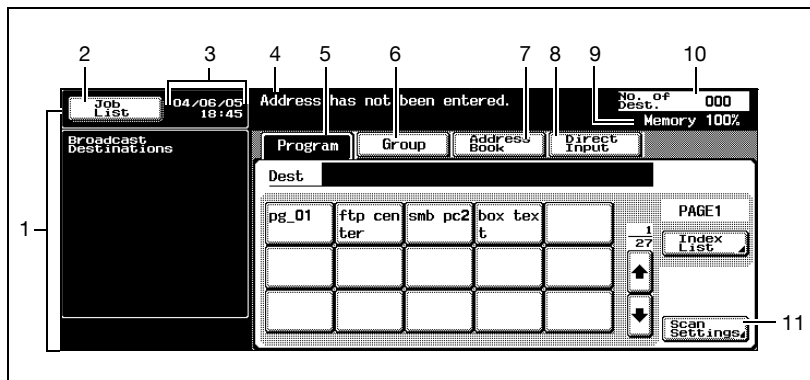 2
3
4
5
6
7
8
9
10
Job
List
04/06/05
18:45
Address has not been entered.
No. of
Dest.
000
Memory 100%
1
Broadcast
Destinations
Program
Group
Address
Book
Direct
Input
Dest
pg_01
ftp cen
ter
smb pc2
box tex
t
PAGE1
1
27
Index
List
Scan
Settings
11